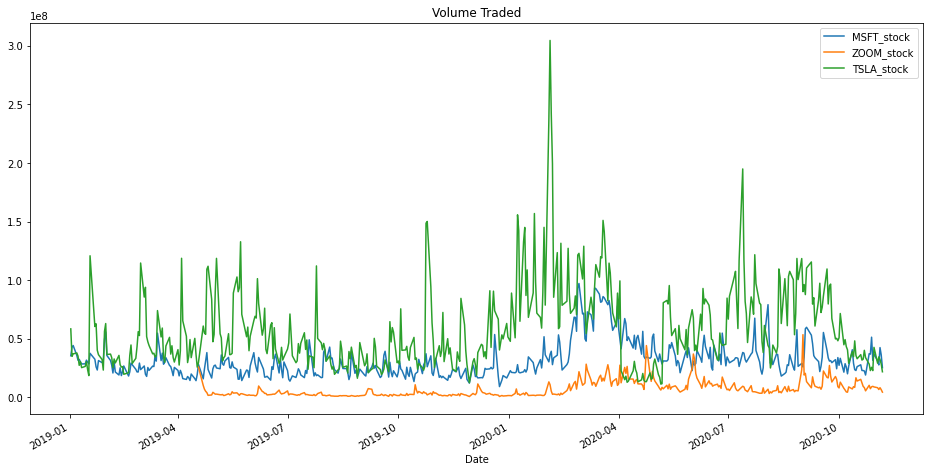 Volume Traded
1e8
MSFT_stock
ZOOM_stock
TSLA_stock
3.0
2.5
2.0
1.5
1.0
0.5
0.0
2019-01
2019-04
2019-07
2019-10
2020-01
2020-04
2020-07
2020-10
Date